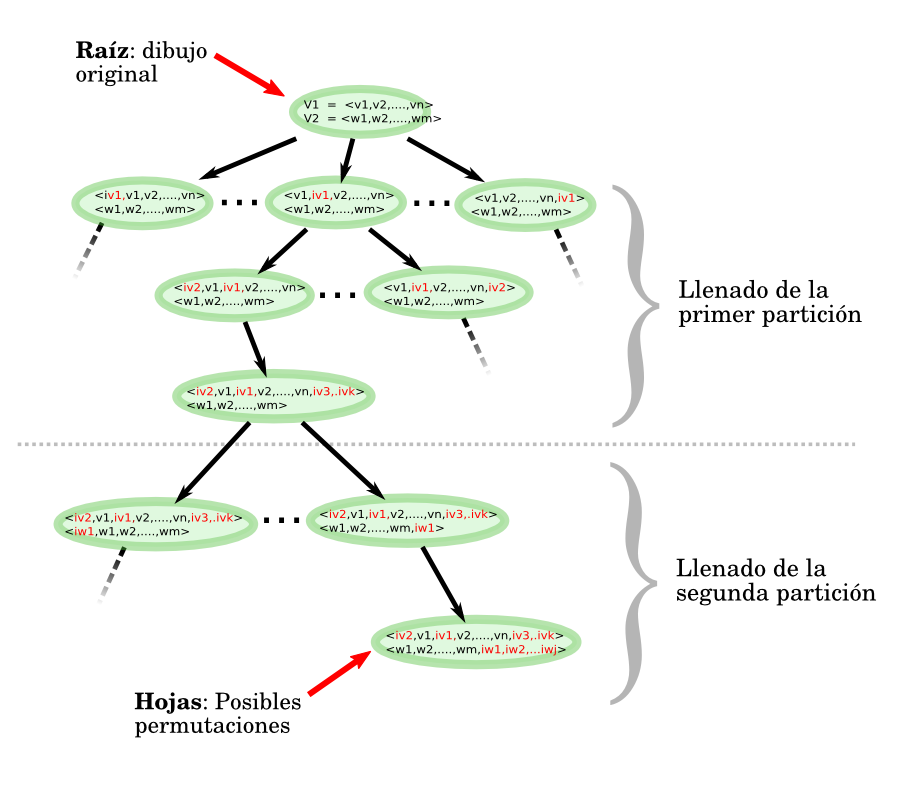 Raíz: dibujo
original
V1 = <v1,v2,....,vn>
V2 = <w1,w2,....,wm>
<iv1,v1,v2,....,vn>
<w1,w2,....,wm>
<v1,iv1,v2,....,vn>
<w1,w2,....,wm>
<v1,v2,....,vn,iv1>
<w1,w2,....,wm>
<iv2,v1,iv1,v2,....,vn>
<w1,w2,....,wm>
<v1,iv1,v2,....,vn,iv2>
<w1,w2,....,wm>
Llenado de la
primer partición
<iv2,v1,iv1,v2,....,vn,iv3,.ivk>
<w1,w2,....,wm>
<iv2,v1,iv1,v2,....,vn,iv3,.ivk>
<iw1,w1,w2,....,wm>
<iv2,v1,iv1,v2,....,vn,iv3,.ivk>
<w1,w2,....,wm,iw1>
Llenado de la
segunda partición
<iv2,v1,iv1,v2,....,vn,iv3,.ivk>
<w1,w2,....,wm,iw1,iw2,...iwj>
Hojas: Posibles
permutaciones